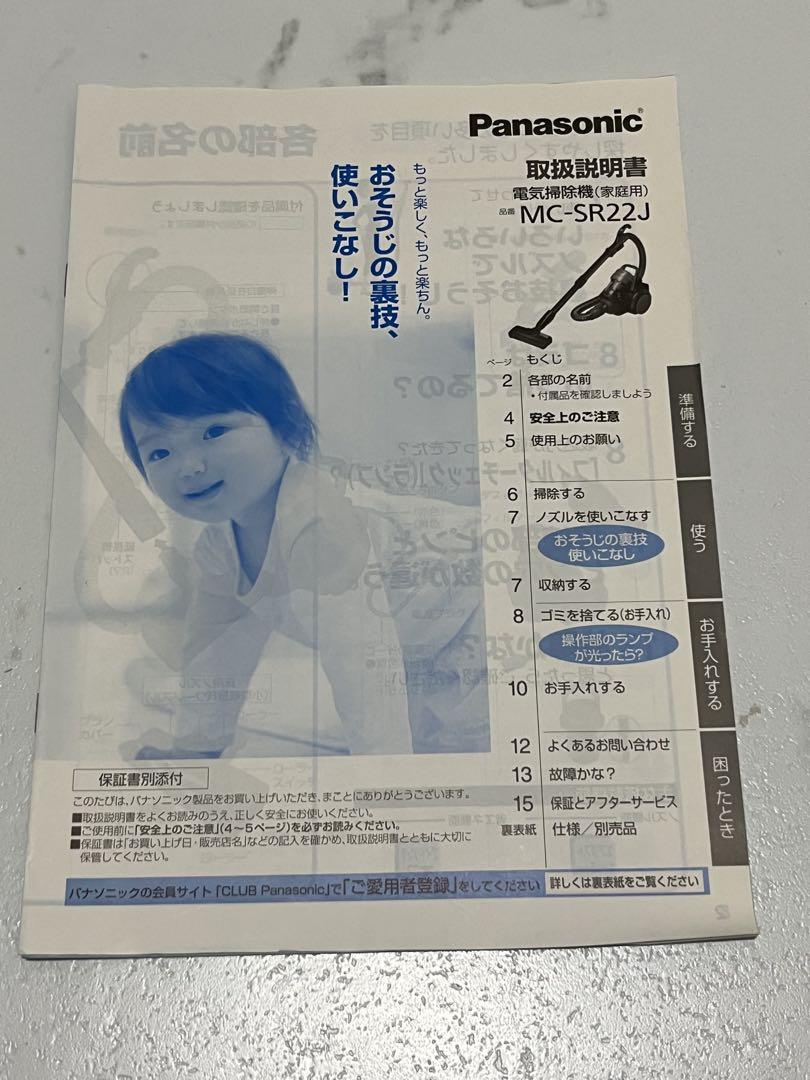 Panasonic®
取扱説明書
電気掃除機(家庭用)
品番 MC-SR22J
もっと楽しく、もっと楽ちん。
おそうじの裏技、
使いこなし!
ページ もくじ
2 各部の名前
・付属品を確認しましよう
4 安全上のご注意
5 使用上のお願い
準備する
6 掃除する
7 ノズルを使いこなす
おそうじの裏技
使いこなし
7 収納する
使う
8 ゴミを捨てる(お手入れ)
操作部のランプ
が光ったら?
10 お手入れする
お手入れする
12 よくあるお問い合わせ
13 故障かな?
15 保証とアフターサービス
裏表紙 仕様/別売品
困ったとき
保証書別添付
このたびは、パナソニック製品をお買い上げいただき、まことにありがとうございます。
■取扱説明書をよくお読みのうえ、正しく安全にお使いください。
■ご使用前に「安全上のご注意」(4〜5ページ)を必ずお読みください。
■保証書は「お買い上げ日・販売店名」などの記入を確かめ、取扱説明書とともに大切に
保管してください。
パナソニックの会員サイト「CLUB Panasonic」で「ご愛用者登録」をしてください 詳しくは裏表紙をご覧ください